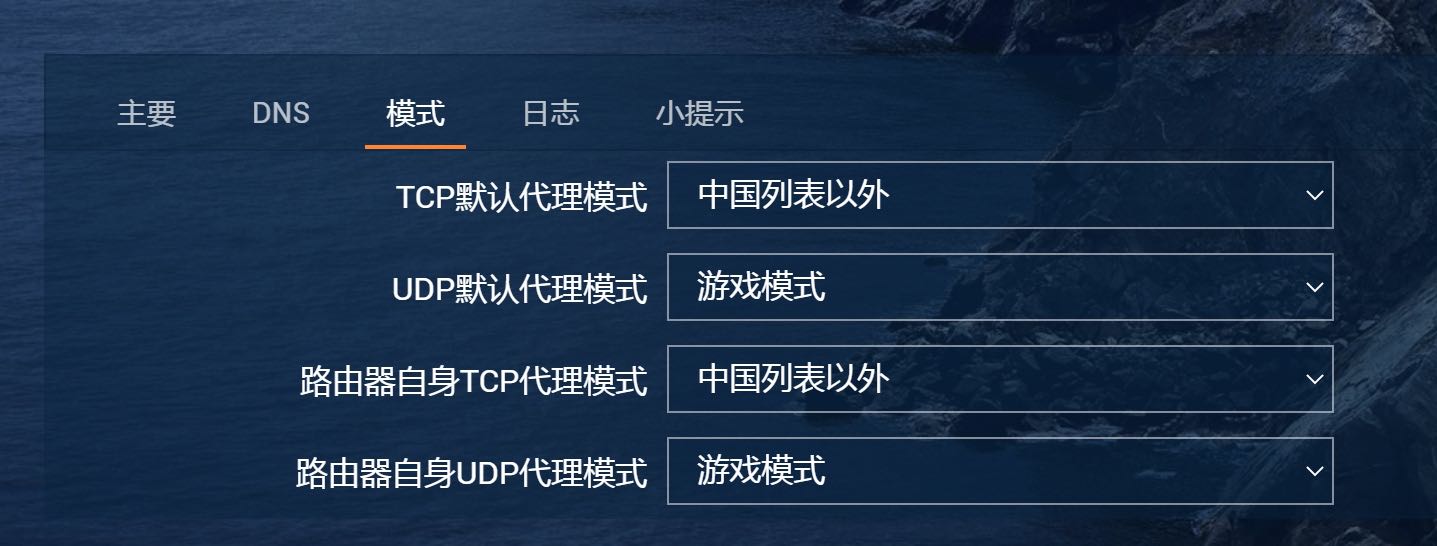 主要 DNS 模式 日志 小提示
TCP默认代理模式 中国列表以外
UDP默认代理模式 游戏模式
路由器自身TCP代理模式 中国列表以外
路由器自身UDP代理模式 游戏模式